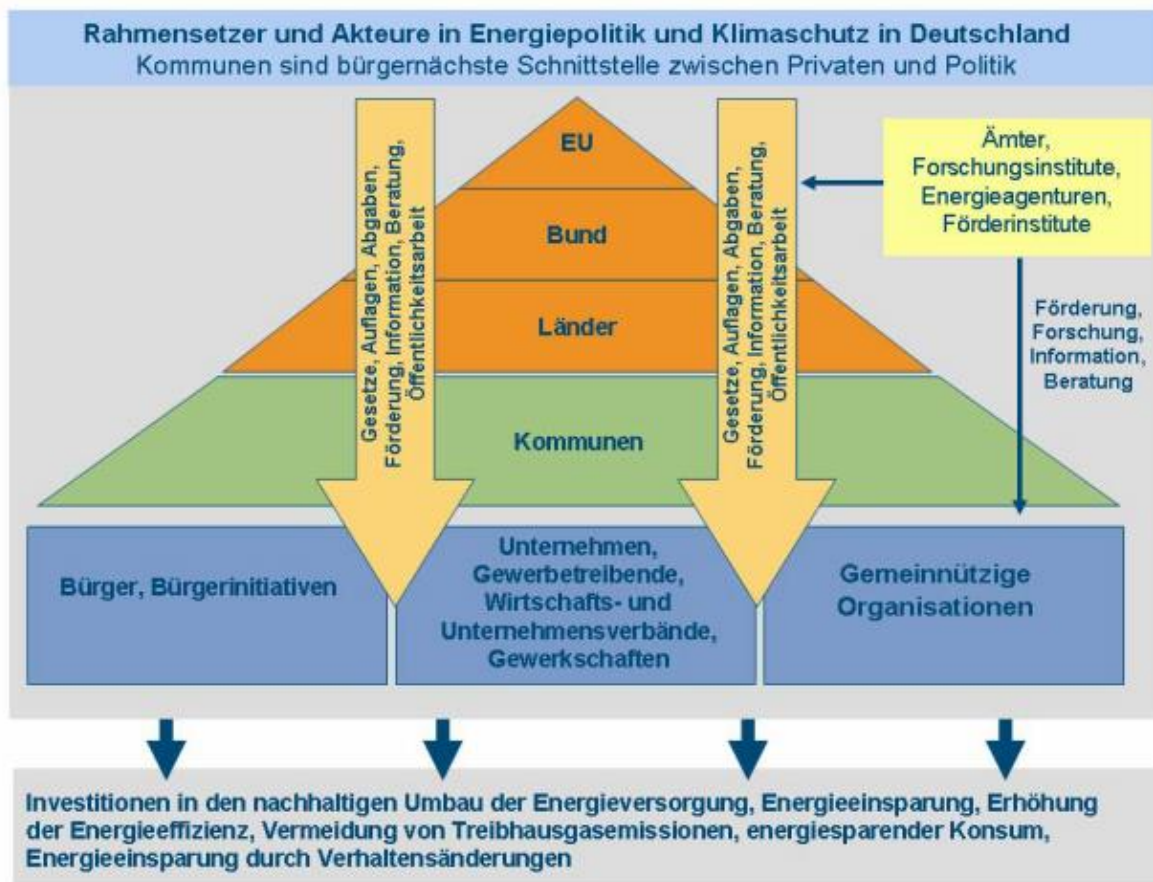 Rahmensetzer und Akteure in Energiepolitik und Klimaschutz in Deutschland
Kommunen sind bürgernächste Schnittstelle zwischen Privaten und Politik
EU
Bund
Länder
Kommunen
Gesetze, Auflagen, Abgaben,
Förderung, Information, Beratung,
Öffentlichkeitsarbeit
Gesetze, Auflagen, Abgaben,
Förderung, Information, Beratung,
Öffentlichkeitsarbeit
Ämter,
Forschungsinstitute,
Energieagenturen,
Förderinstitute
Förderung,
Forschung,
Information,
Beratung
Bürger, Bürgerinitiativen
Unternehmen,
Gewerbetreibende,
Wirtschafts- und
Unternehmensverbände,
Gewerkschaften
Gemeinnützige
Organisationen
Investitionen in den nachhaltigen Umbau der Energieversorgung, Energieeinsparung, Erhöhung
der Energieeffizienz, Vermeidung von Treibhausgasemissionen, energiesparender Konsum,
Energieeinsparung durch Verhaltensänderungen